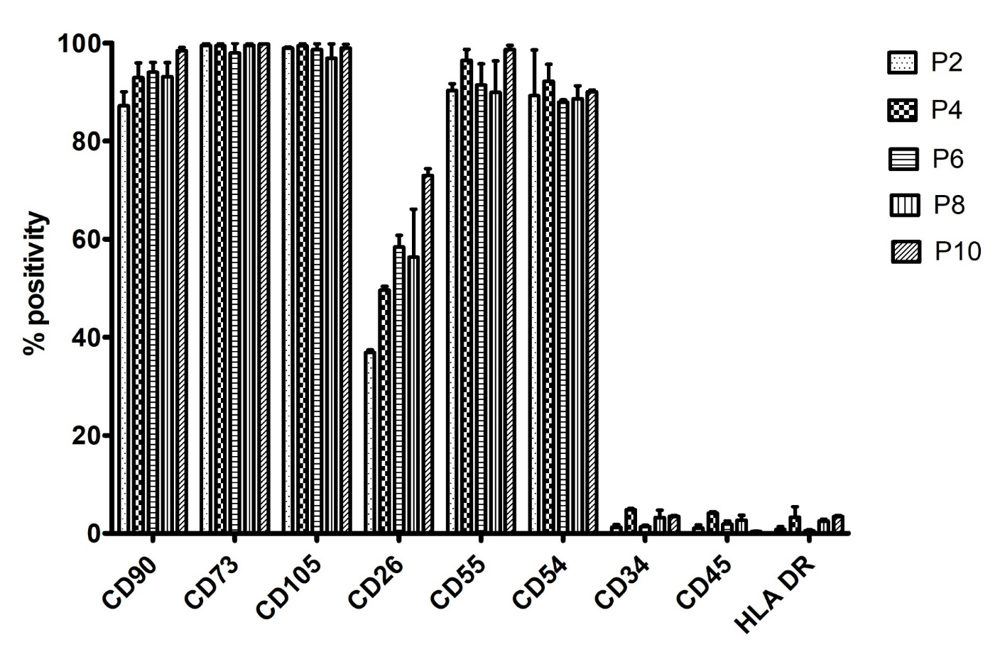 % positivity
100
80
60
40
20
0
CD90
CD73
CD105
CD26
CD55
CD54
CD34
CD45
HLA DR
P2
P4
P6
P8
P10